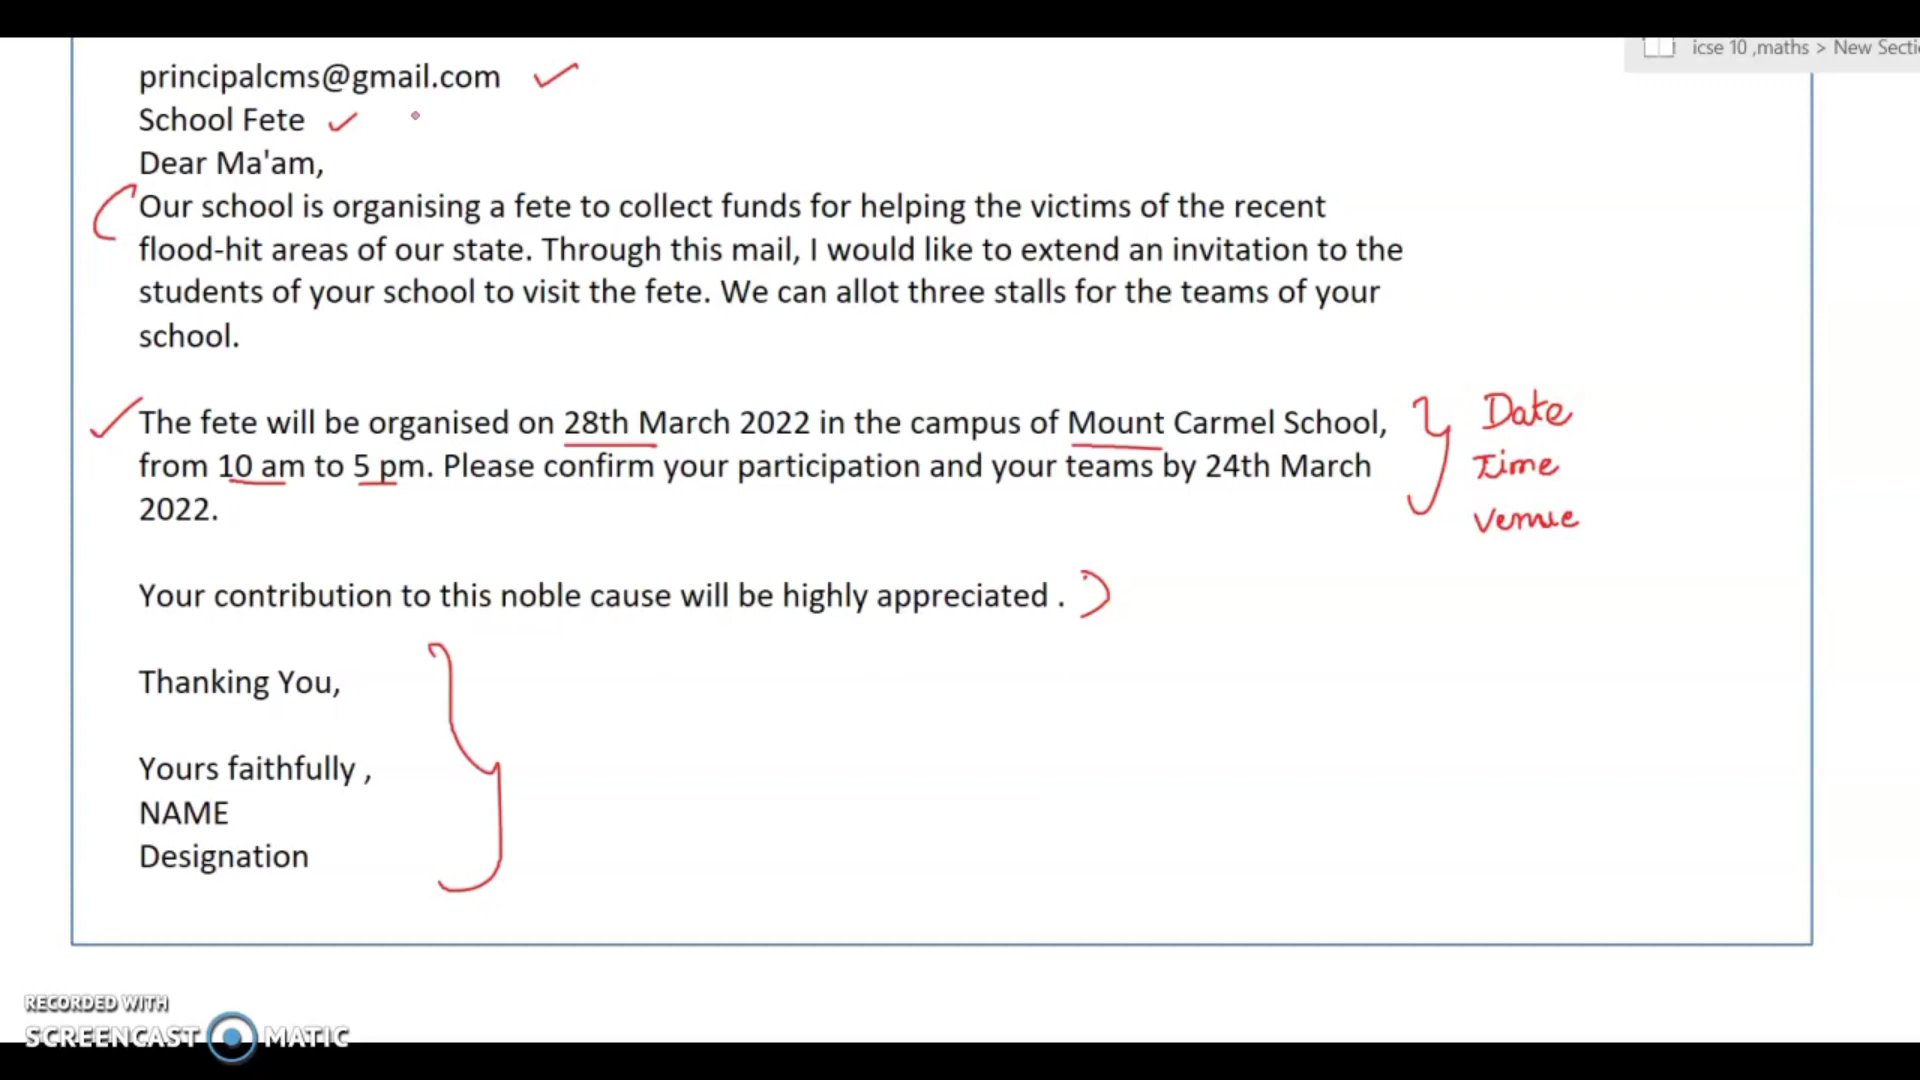 icse 10 ,maths > New Secti
principalcms@gmail.com
School Fete
Dear Ma'am,
Our school is organising a fete to collect funds for helping the victims of the recent
flood-hit areas of our state. Through this mail, I would like to extend an invitation to the
students of your school to visit the fete. We can allot three stalls for the teams of your
school.
The fete will be organised on 28th March 2022 in the campus of Mount Carmel School,
from 10 am to 5 pm. Please confirm your participation and your teams by 24th March
2022.
Date
Time
Venue
Your contribution to this noble cause will be highly appreciated .
Thanking You,
Yours faithfully ,
NAME
Designation
RECORDED WITH
SCREENCAST MATIC